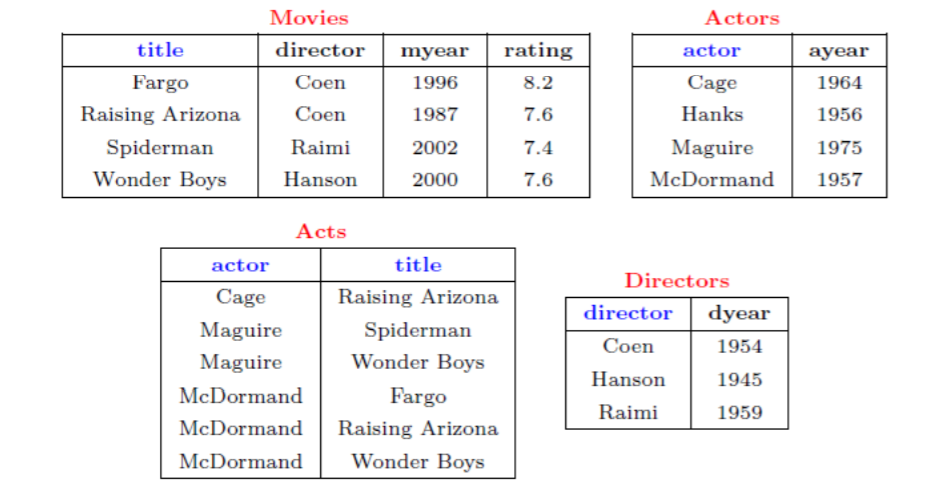 Movies
title director myear rating
Fargo Coen 1996 8.2
Raising Arizona Coen 1987 7.6
Spiderman Raimi 2002 7.4
Wonder Boys Hanson 2000 7.6
Actors
actor ayear
Cage 1964
Hanks 1956
Maguire 1975
McDormand 1957
Acts
actor title
Cage Raising Arizona
Maguire Spiderman
Maguire Wonder Boys
McDormand Fargo
McDormand Raising Arizona
McDormand Wonder Boys
Directors
director dyear
Coen 1954
Hanson 1945
Raimi 1959